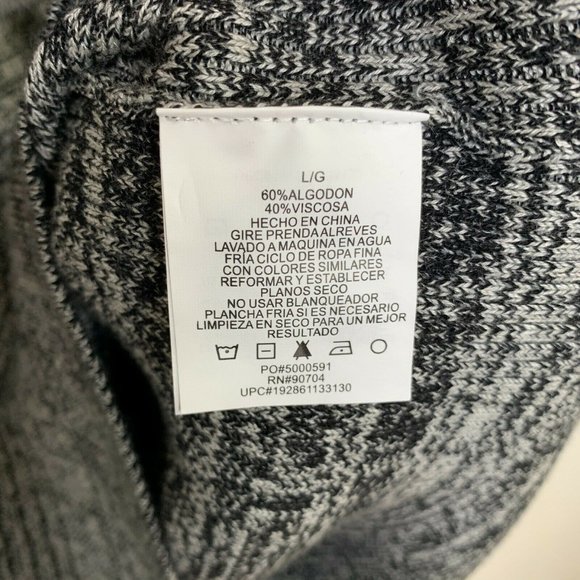 L/G
60%ALGODON
40%VISCOSA
HECHO EN CHINA
GIRE PRENDA ALREVES
LAVADO A MAQUINA EN AGUA
FRÍA CICLO DE ROPA FINA
CON COLORES SIMILARES
REFORMAR Y ESTABLECER
PLANOS SECO
NO USAR BLANQUEADOR
PLANCHA FRIA SI ES NECESARIO
LIMPIEZA EN SECO PARA UN MEJOR
RESULTADO
PO#5000591
RN#90704
UPC#192861133130